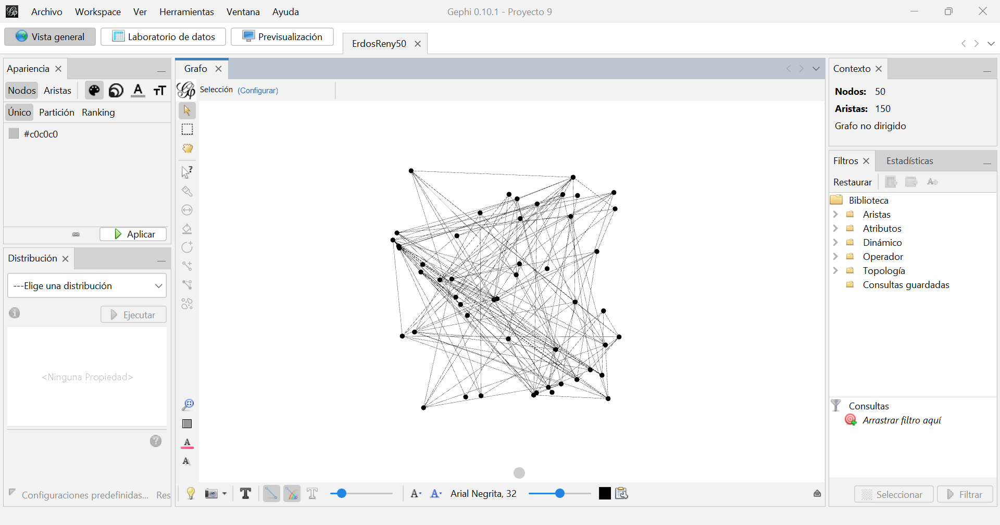 Archivo Workspace Ver Herramientas Ventana Ayuda Gephi 0.10.1 - Proyecto 9
Vista general Laboratorio de datos Previsualización ErdosReny50
Apariencia
Nodos Aristas A TT
Único Partición Ranking
#c0c0c0
Aplicar
Distribución
---Elige una distribución
Ejecutar
<Ninguna Propiedad>
Configuraciones predefinidas... Res
Grafo
Selección (Configurar)
Arial Negrita, 32
Contexto
Nodos: 50
Aristas: 150
Grafo no dirigido
Filtros Estadísticas
Restaurar
Biblioteca
Aristas
Atributos
Dinámico
Operador
Topología
Consultas guardadas
Consultas
Arrastrar filtro aquí
Seleccionar Filtrar